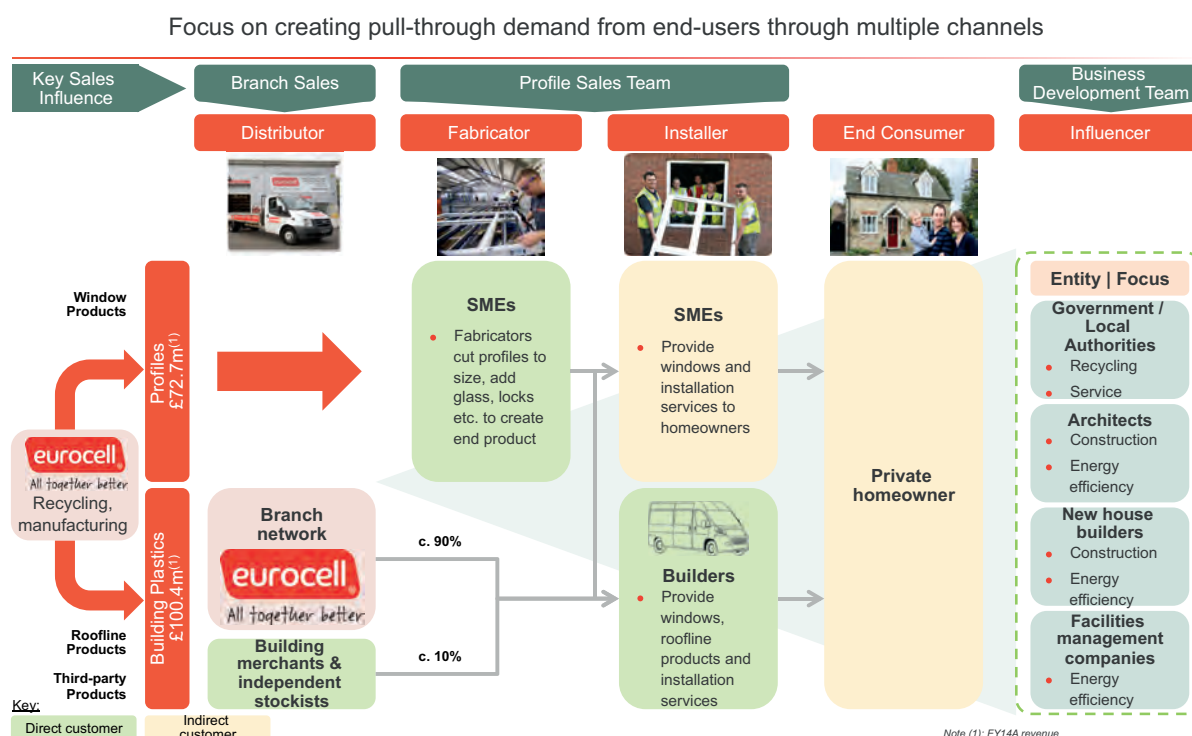 Focus on creating pull-through demand from end-users through multiple channels
Key Sales
Influence
Branch Sales
Profile Sales Team
Business
Development Team
Distributor
Fabricator
Installer
End Consumer
Influencer
eurocell
Window
Products
Profiles
£72.7m(1)
SMEs
• Fabricators
cut profiles to
size, add
glass, locks
etc. to create
end product
SMEs
• Provide
windows and
installation
services to
homeowners
Private
homeowner
Entity | Focus
Government /
Local
Authorities
• Recycling
• Service
Architects
• Construction
• Energy
efficiency
New house
builders
• Construction
• Energy
efficiency
Facilities
management
companies
• Energy
efficiency
eurocell
All together better
Recycling,
manufacturing
Building Plastics
£100.4m(1)
Branch
network
eurocell
All together better
c. 90%
Building
merchants &
independent
stockists
c. 10%
Builders
• Provide
windows,
roofline
products and
installation
services
Roofline
Products
Third-party
Products
Key:
Direct customer
Indirect
customer
Note (1): FY14A revenue